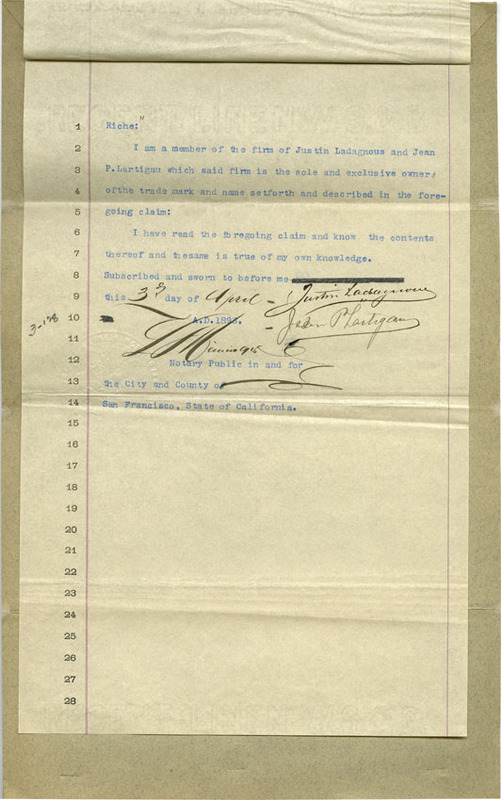 1 Riche:"
2 I am a member of the firm of Justin Ladagnous and Jean
3 P.Lartigau which said firm is the sole and exclusive owners
4 ofthe trade mark and name setforth and described in the fore-
5 going claim:
6 I have read the foregoing claim and know the contents
7 thereof and thesame is true of my own knowledge.
8 Subscribed and sworn to before me
9 this 3rd day of April - Justin Ladagnous
10 A.D.189 - Jean P Lartigau
3-1'98
11
12 Notary Public in and for
13 the City and County of
14 San Francisco, State of California.
15
16
17
18
19
20
21
22
23
24
25
26
27
28